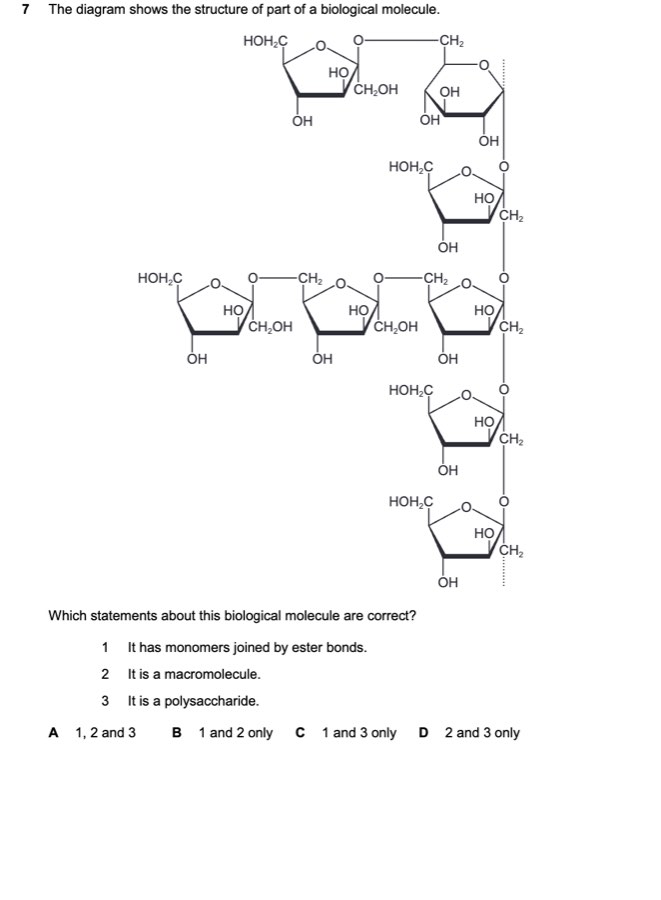 7 The diagram shows the structure of part of a biological molecule.
HOH₂C O O CH₂
O
HO CH₂OH OH
OH OH
OH
HOH₂C O O
HO CH₂
OH
HOH₂C O O CH₂ O O CH₂ O O
HO CH₂OH HO CH₂OH HO CH₂
OH OH OH
HOH₂C O O
HO CH₂
OH
HOH₂C O O
HO CH₂
OH
Which statements about this biological molecule are correct?
1 It has monomers joined by ester bonds.
2 It is a macromolecule.
3 It is a polysaccharide.
A 1, 2 and 3 B 1 and 2 only C 1 and 3 only D 2 and 3 only